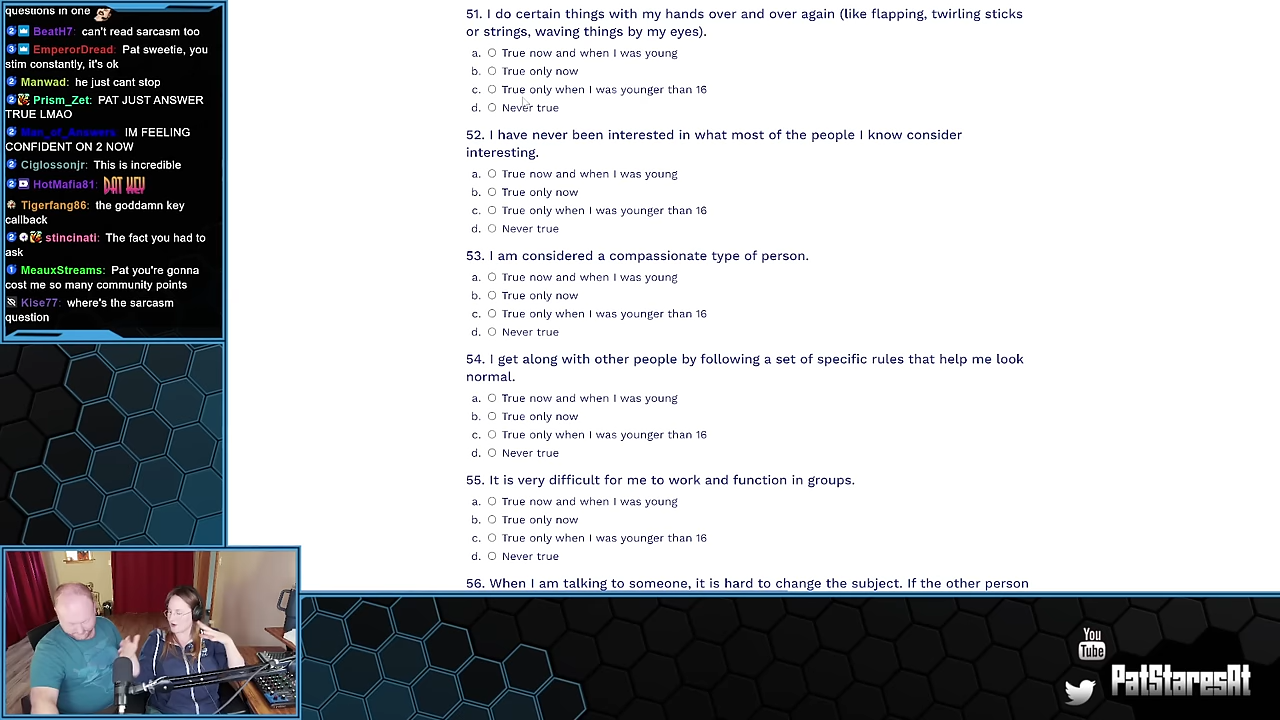 questions in one
BeatH7: can't read sarcasm too
EmperorDread: Pat sweetie, you
stim constantly, it's ok
Manwad: he just cant stop
Prism_Zet: PAT JUST ANSWER
TRUE LMAO
Man_of_Answers: IM FEELING
CONFIDENT ON 2 NOW
Ciglossonjr: This is incredible
HotMafia81: DAT KEY
Tigerfang86: the goddamn key
callback
stincinati: The fact you had to
ask
MeauxStreams: Pat you're gonna
cost me so many community points
Kise77: where's the sarcasm
question
51. I do certain things with my hands over and over again (like flapping, twirling sticks
or strings, waving things by my eyes).
a. True now and when I was young
b. True only now
c. True only when I was younger than 16
d. Never true
52. I have never been interested in what most of the people I know consider
interesting.
a. True now and when I was young
b. True only now
c. True only when I was younger than 16
d. Never true
53. I am considered a compassionate type of person.
a. True now and when I was young
b. True only now
c. True only when I was younger than 16
d. Never true
54. I get along with other people by following a set of specific rules that help me look
normal.
a. True now and when I was young
b. True only now
c. True only when I was younger than 16
d. Never true
55. It is very difficult for me to work and function in groups.
a. True now and when I was young
b. True only now
c. True only when I was younger than 16
d. Never true
56. When I am talking to someone, it is hard to change the subject. If the other person
You
Tube
PatStaresAt